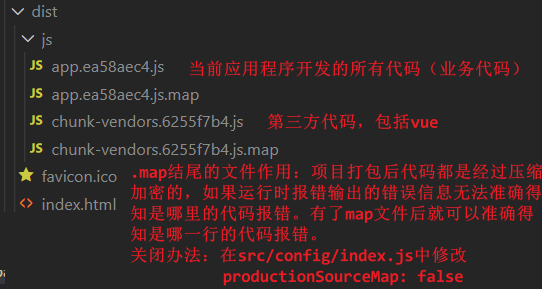 dist
js
JS app.ea58aec4.js 当前应用程序开发的所有代码（业务代码）
app.ea58aec4.js.map
JS chunk-vendors.6255f7b4.js 第三方代码，包括vue
JS chunk-vendors.6255f7b4.js.map
favicon.ico
index.html
.map结尾的文件作用：项目打包后代码都是经过压缩
加密的，如果运行时报错输出的错误信息无法准确得
知是哪里的代码报错。有了map文件后就可以准确得
知是哪一行的代码报错。
关闭办法：在src/config/index.js中修改
productionSourceMap: false